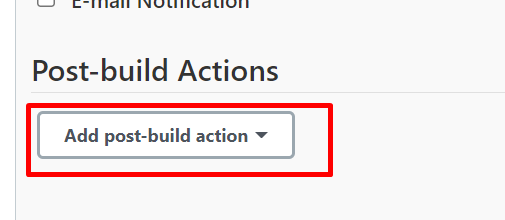 E-mail Notification
Post-build Actions
Add post-build action